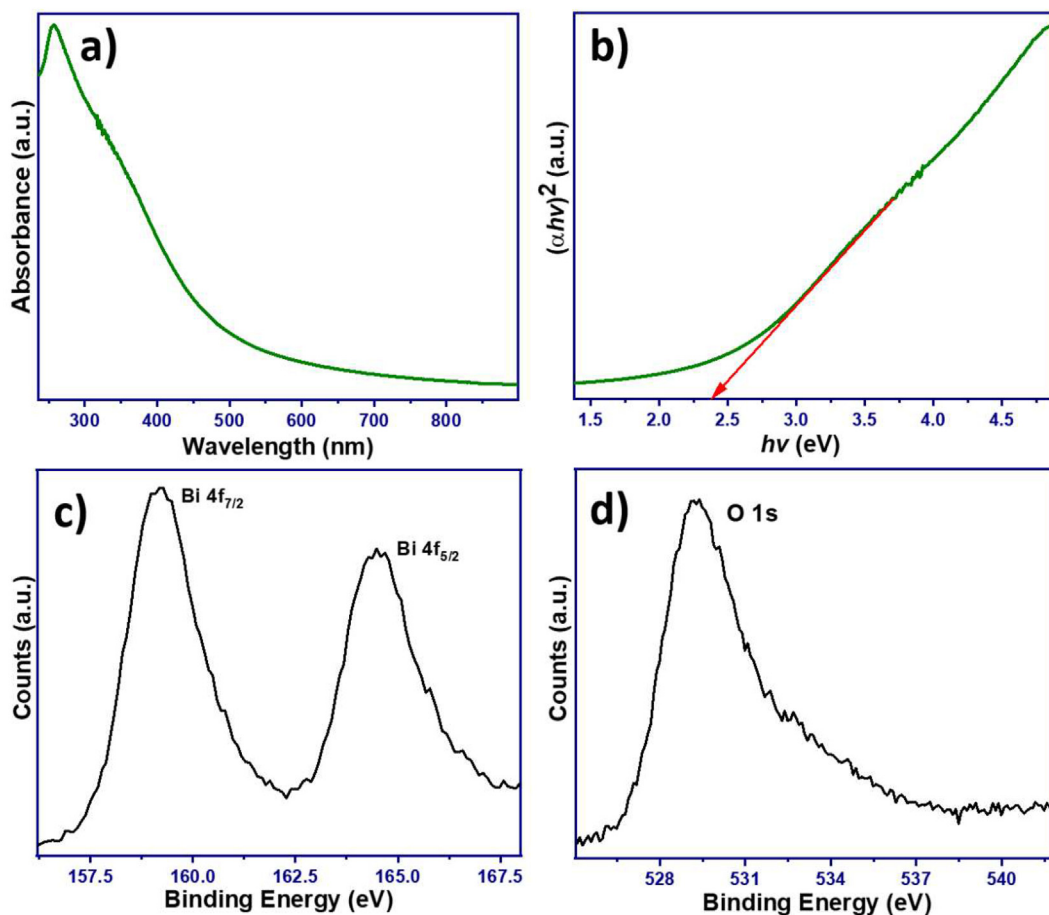 a)
Absorbance (a.u.)
300 400 500 600 700 800
Wavelength (nm)
b)
(αhν)² (a.u.)
1.5 2.0 2.5 3.0 3.5 4.0 4.5
hν (eV)
c)
Bi 4f7/2
Bi 4f5/2
Counts (a.u.)
157.5 160.0 162.5 165.0 167.5
Binding Energy (eV)
d)
O 1s
Counts (a.u.)
528 531 534 537 540
Binding Energy (eV)